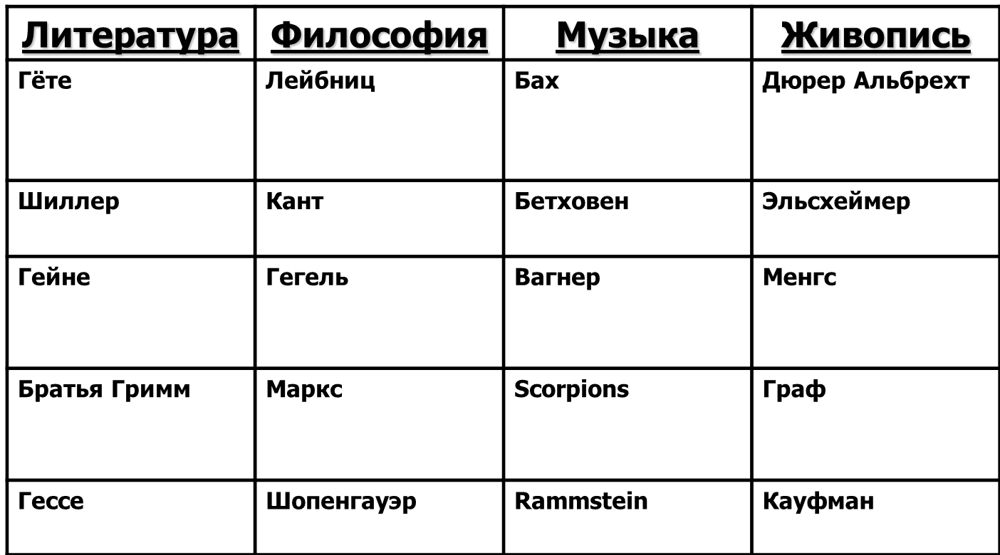 Литература Философия Музыка Живопись
Гёте Лейбниц Бах Дюрер Альбрехт
Шиллер Кант Бетховен Эльсхеймер
Гейне Гегель Вагнер Менгс
Братья Гримм Маркс Scorpions Граф
Гессе Шопенгауэр Rammstein Кауфман